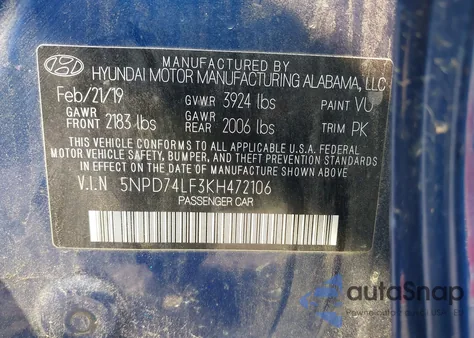 MANUFACTURED BY
HYUNDAI MOTOR MANUFACTURING ALABAMA, LLC
Feb/21/19 GVWR 3924 lbs PAINT VU
GAWR FRONT 2183 lbs GAWR REAR 2006 lbs TRIM PK
THIS VEHICLE CONFORMS TO ALL APPLICABLE U.S.A. FEDERAL
MOTOR VEHICLE SAFETY, BUMPER, AND THEFT PREVENTION STANDARDS
IN EFFECT ON THE DATE OF MANUFACTURE SHOWN ABOVE.
V.I.N 5NPD74LF3KH472106
PASSENGER CAR
autoSnap